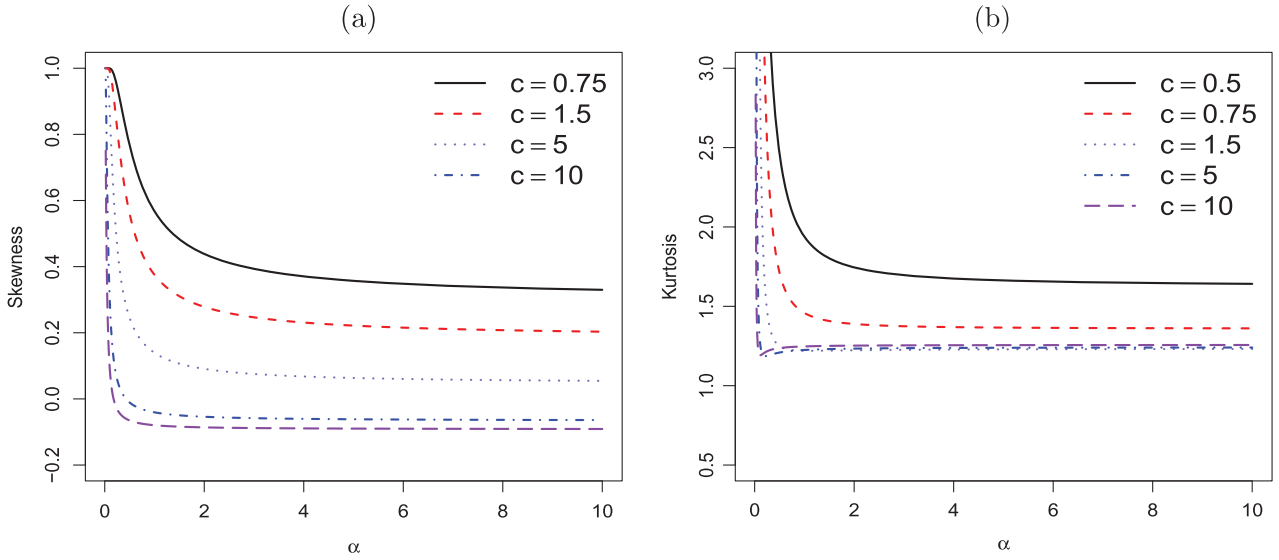 (a)
Skewness
1.0
0.8
0.6
0.4
0.2
0.0
−0.2
0 2 4 6 8 10
α
c = 0.75
c = 1.5
c = 5
c = 10
(b)
Kurtosis
3.0
2.5
2.0
1.5
1.0
0.5
0 2 4 6 8 10
α
c = 0.5
c = 0.75
c = 1.5
c = 5
c = 10